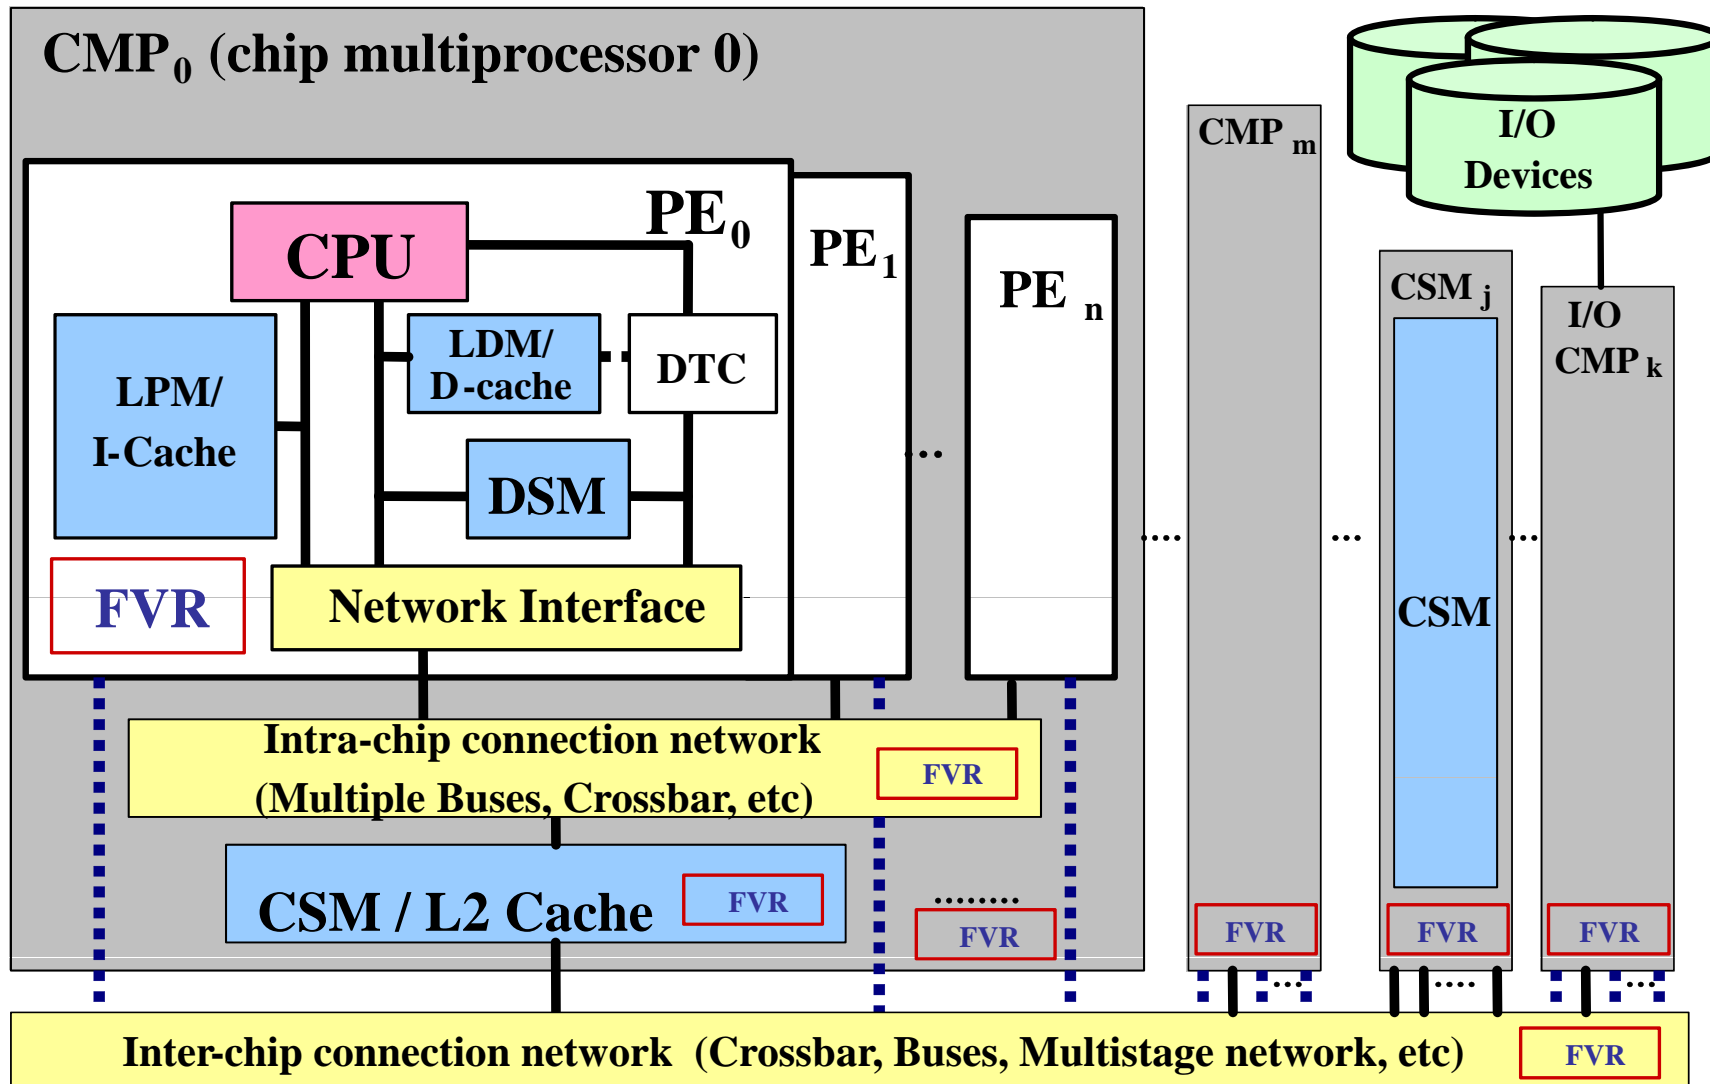 CMP0 (chip multiprocessor 0)
I/O
Devices
CMP m
PE0
CPU
PE1
PE n
CSM j
I/O
CMP k
LDM/
D-cache
DTC
LPM/
I-Cache
DSM
CSM
FVR
Network Interface
Intra-chip connection network
(Multiple Buses, Crossbar, etc)
FVR
CSM / L2 Cache
FVR
FVR
FVR
FVR
FVR
Inter-chip connection network (Crossbar, Buses, Multistage network, etc)
FVR